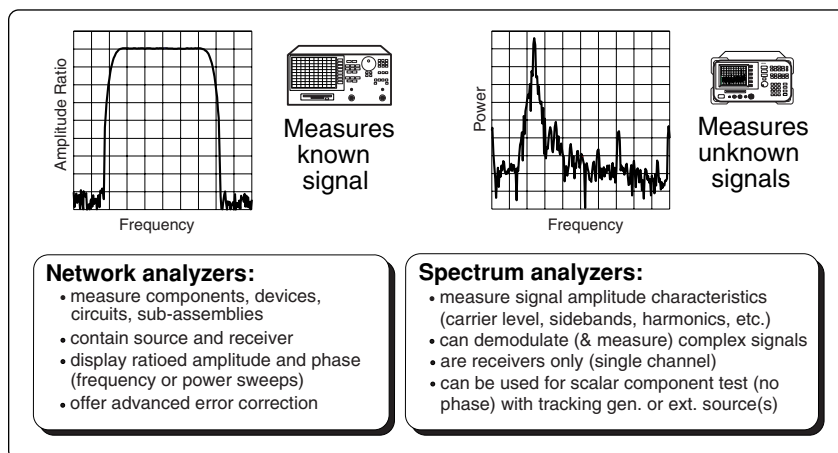 Amplitude Ratio
Frequency
Measures
known
signal
Power
Frequency
Measures
unknown
signals
Network analyzers:
• measure components, devices,
circuits, sub-assemblies
• contain source and receiver
• display ratioed amplitude and phase
(frequency or power sweeps)
• offer advanced error correction
Spectrum analyzers:
• measure signal amplitude characteristics
(carrier level, sidebands, harmonics, etc.)
• can demodulate (& measure) complex signals
• are receivers only (single channel)
• can be used for scalar component test (no
phase) with tracking gen. or ext. source(s)